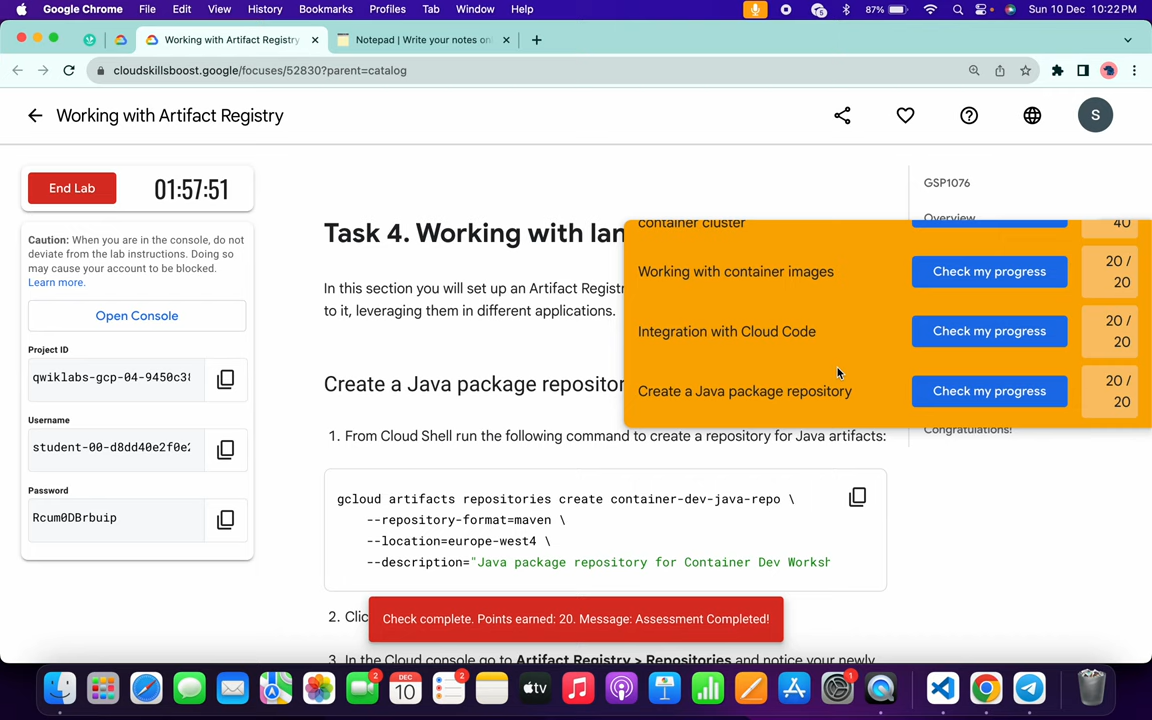 Google Chrome File Edit View History Bookmarks Profiles Tab Window Help 87% Sun 10 Dec 10:22 PM
Working with Artifact Registry
Notepad | Write your notes on
cloudskillsboost.google/focuses/52830?parent=catalog
Working with Artifact Registry
S
End Lab
01:57:51
Caution: When you are in the console, do not
deviate from the lab instructions. Doing so
may cause your account to be blocked.
Learn more.
Open Console
Project ID
qwiklabs-gcp-04-9450c3
Username
student-00-d8dd40e2f0e
Password
Rcum0DBrbuip
Task 4. Working with lan
In this section you will set up an Artifact Regist
to it, leveraging them in different applications.
Create a Java package repositor
1. From Cloud Shell run the following command to create a repository for Java artifacts:
gcloud artifacts repositories create container-dev-java-repo \
--repository-format=maven \
--location=europe-west4 \
--description="Java package repository for Container Dev Worksh
2. Clic
3. In the Cloud console go to Artifact Registry > Repositories and notice your newly
GSP1076
Overview
container cluster
40
Working with container images
Check my progress
20 /
20
Integration with Cloud Code
Check my progress
20 /
20
Create a Java package repository
Check my progress
20 /
20
Congratulations!
Check complete. Points earned: 20. Message: Assessment Completed!
DEC
10
2
2
tv
1